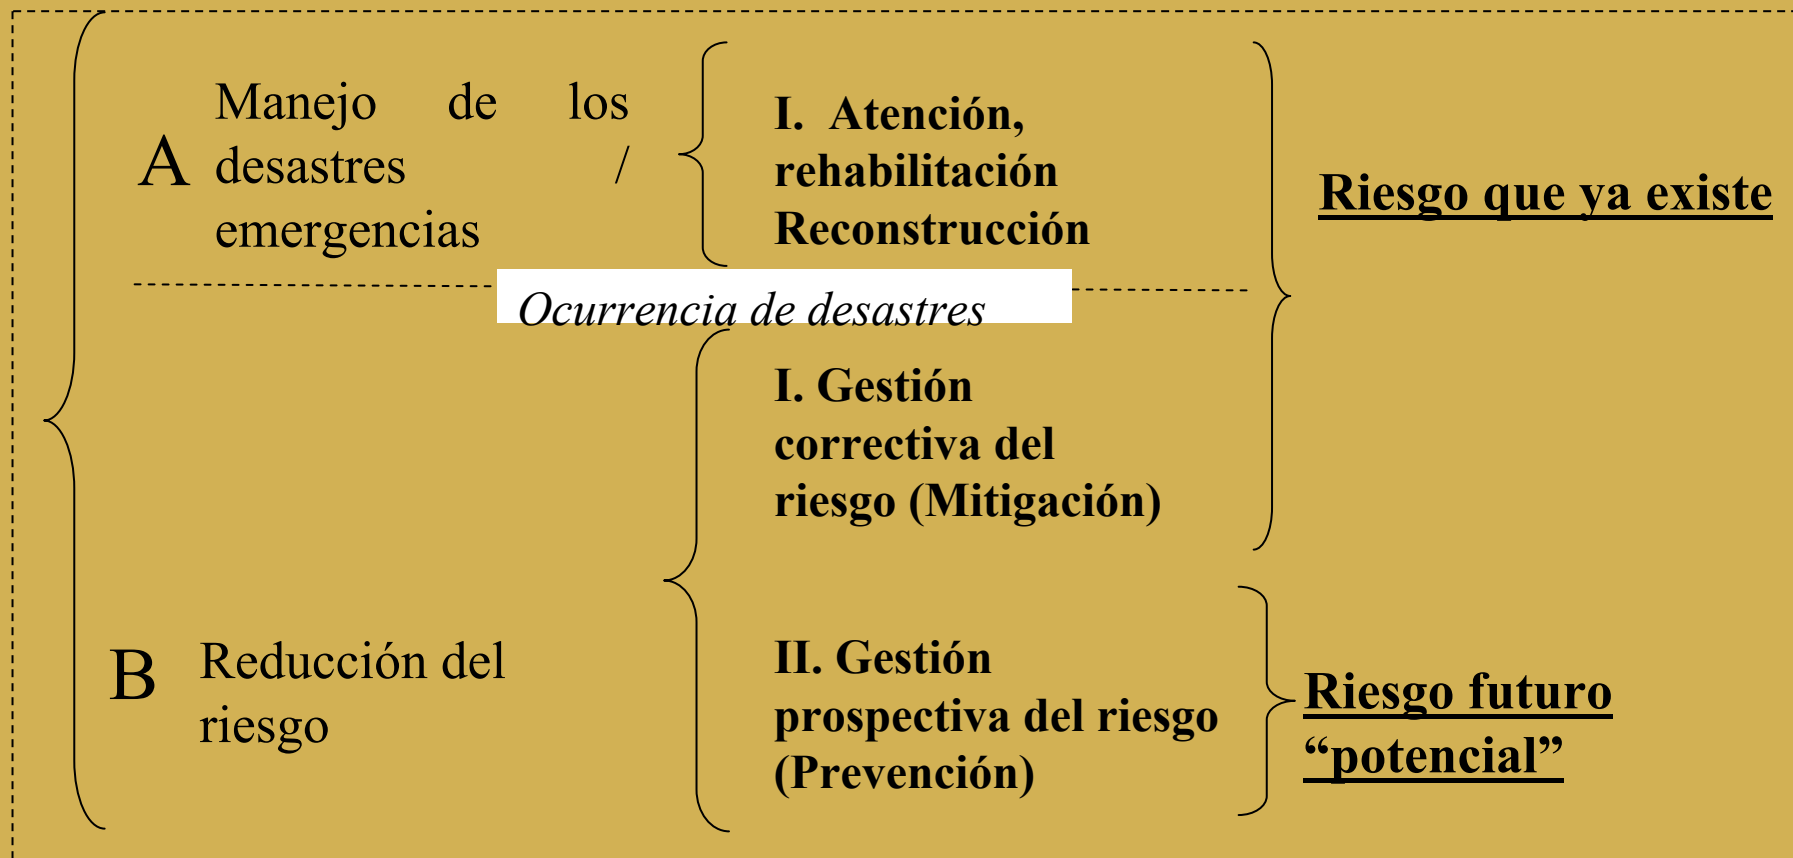 A
Manejo de los
desastres /
emergencias
I. Atención,
rehabilitación
Reconstrucción
Riesgo que ya existe
Ocurrencia de desastres
I. Gestión
correctiva del
riesgo (Mitigación)
B
Reducción del
riesgo
II. Gestión
prospectiva del riesgo
(Prevención)
Riesgo futuro
“potencial”